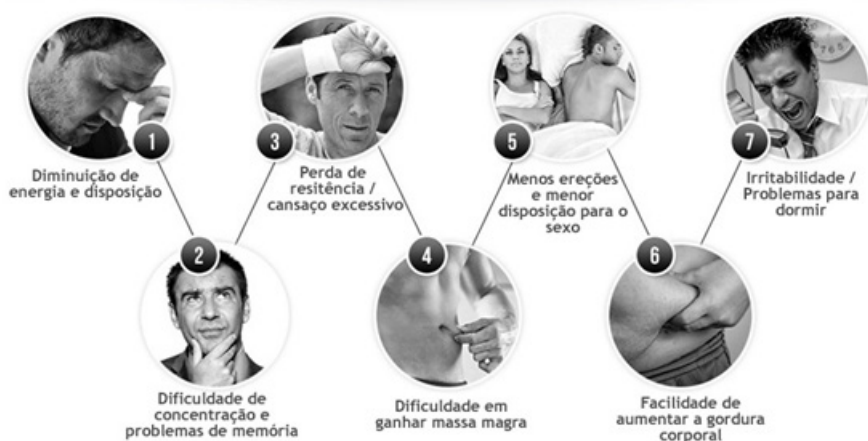 1
Diminuição de
energia e disposição
2
Dificuldade de
concentração e
problemas de memória
3
Perda de
resitência /
cansaço excessivo
4
Dificuldade em
ganhar massa magra
5
Menos ereções
e menor
disposição para o
sexo
6
Facilidade de
aumentar a gordura
corporal
7
Irritabilidade /
Problemas para
dormir